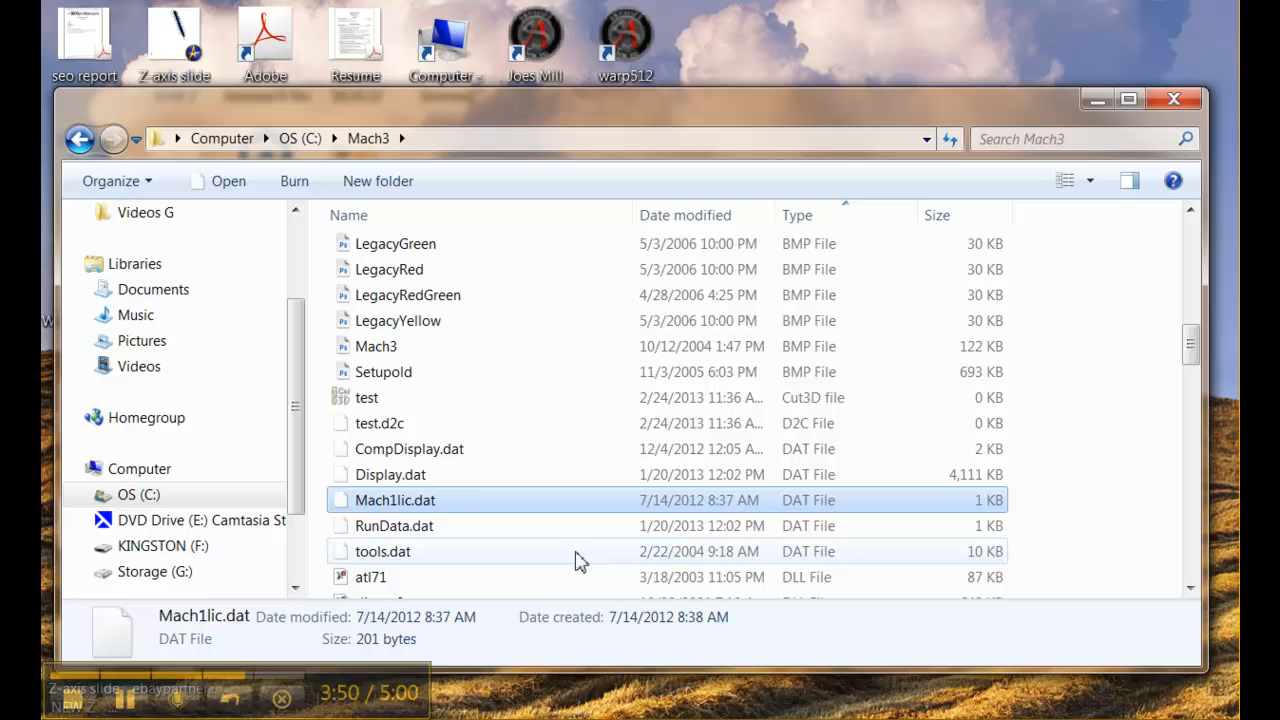 seo report Z-axis slide Adobe Resume Computer - Joes Mill warp512
Computer OS (C:) Mach3 Search Mach3
Organize Open Burn New folder
Videos G
Libraries
Documents
Music
Pictures
Videos
Homegroup
Computer
OS (C:)
DVD Drive (E:) Camtasia St
KINGSTON (F:)
Storage (G:)
Name Date modified Type Size
LegacyGreen 5/3/2006 10:00 PM BMP File 30 KB
LegacyRed 5/3/2006 10:00 PM BMP File 30 KB
LegacyRedGreen 4/28/2006 4:25 PM BMP File 30 KB
LegacyYellow 5/3/2006 10:00 PM BMP File 30 KB
Mach3 10/12/2004 1:47 PM BMP File 122 KB
Setupold 11/3/2005 6:03 PM BMP File 693 KB
test 2/24/2013 11:36 A... Cut3D file 0 KB
test.d2c 2/24/2013 11:36 A... D2C File 0 KB
CompDisplay.dat 12/4/2012 12:05 A... DAT File 2 KB
Display.dat 1/20/2013 12:02 PM DAT File 4,111 KB
Mach1lic.dat 7/14/2012 8:37 AM DAT File 1 KB
RunData.dat 1/20/2013 12:02 PM DAT File 1 KB
tools.dat 2/22/2004 9:18 AM DAT File 10 KB
atl71 3/18/2003 11:05 PM DLL File 87 KB
Mach1lic.dat Date modified: 7/14/2012 8:37 AM Date created: 7/14/2012 8:38 AM
DAT File Size: 201 bytes
Z-axis slide ebaypartner...
NEW Z
3:50 / 5:00